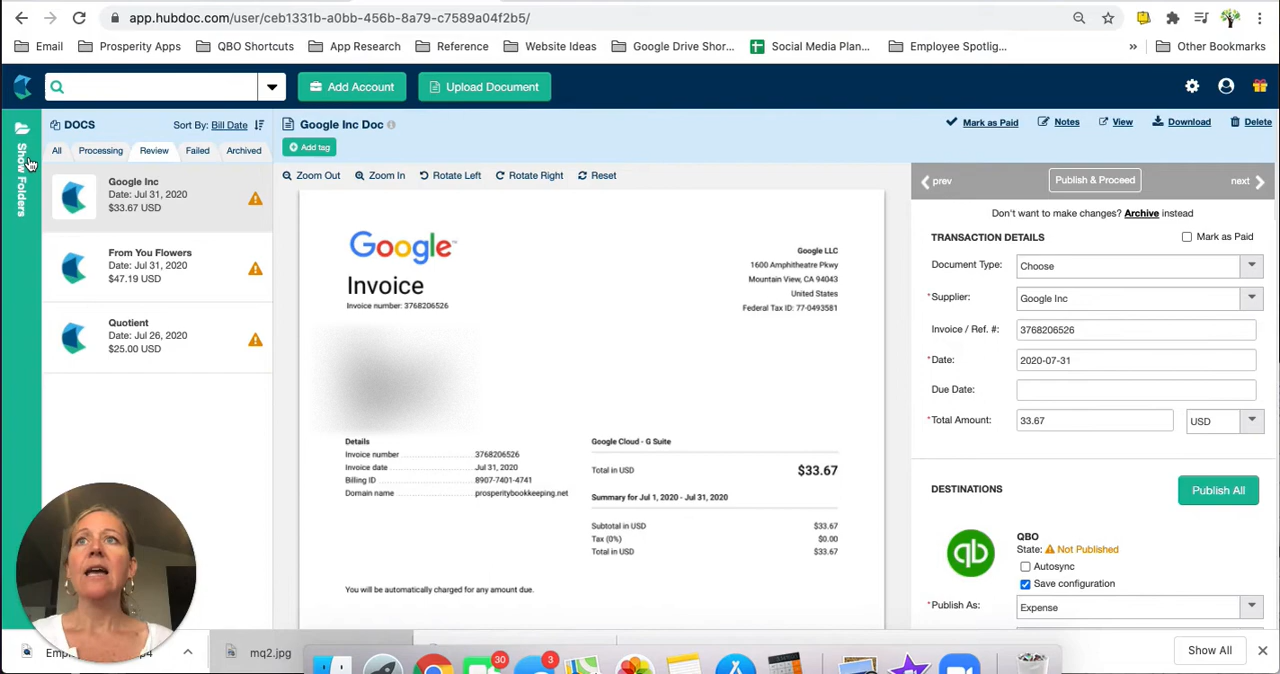 app.hubdoc.com/user/ceb1331b-a0bb-456b-8a79-c7589a04f2b5/
Email Prosperity Apps QBO Shortcuts App Research Reference Website Ideas Google Drive Shor... Social Media Plan... Employee Spotlig... » Other Bookmarks
Add Account Upload Document
Show Folders
DOCS Sort By: Bill Date
All Processing Review Failed Archived
Google Inc
Date: Jul 31, 2020
$33.67 USD
From You Flowers
Date: Jul 31, 2020
$47.19 USD
Quotient
Date: Jul 26, 2020
$25.00 USD
Google Inc Doc
Mark as Paid Notes View Download Delete
Add tag
Zoom Out Zoom In Rotate Left Rotate Right Reset
Google™
Invoice
Invoice number: 3768206526
Google LLC
1600 Amphitheatre Pkwy
Mountain View, CA 94043
United States
Federal Tax ID: 77-0493581
Details
Invoice number 3768206526
Invoice date Jul 31, 2020
Billing ID 8907-7401-4741
Domain name prosperitybookkeeping.net
Google Cloud - G Suite
Total in USD $33.67
Summary for Jul 1, 2020 - Jul 31, 2020
Subtotal in USD $33.67
Tax (0%) $0.00
Total in USD $33.67
You will be automatically charged for any amount due.
prev Publish & Proceed next
Don't want to make changes? Archive instead
TRANSACTION DETAILS Mark as Paid
Document Type: Choose
*Supplier: Google Inc
Invoice / Ref. #: 3768206526
*Date: 2020-07-31
Due Date:
*Total Amount: 33.67 USD
DESTINATIONS Publish All
qb
QBO
State: Not Published
Autosync
Save configuration
*Publish As: Expense
mq2.jpg
30
3
Show All